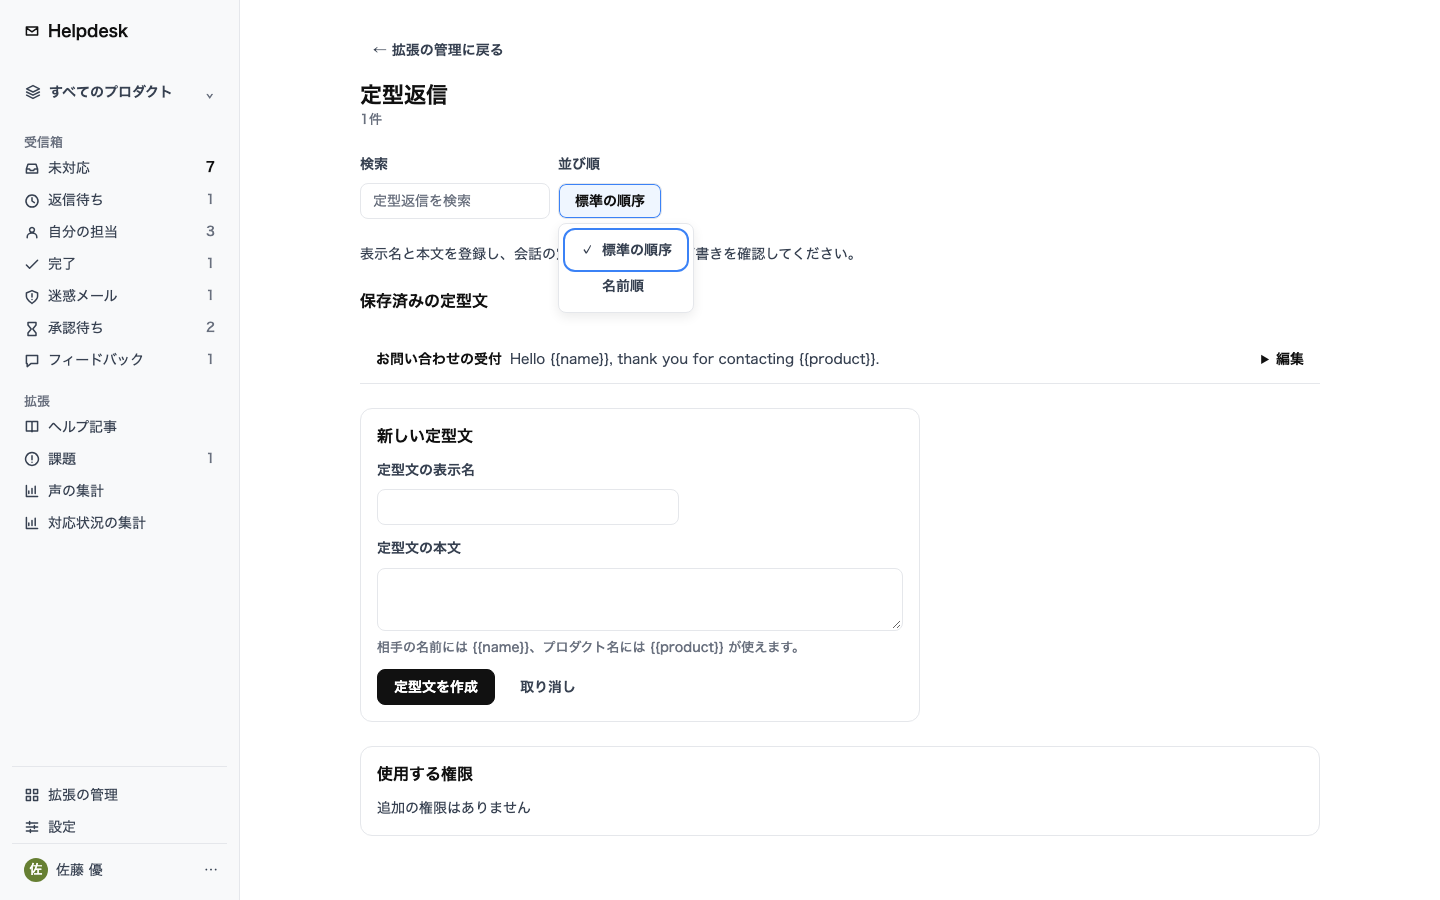 Helpdesk
すべてのプロダクト
受信箱
未対応 7
返信待ち 1
自分の担当 3
完了 1
迷惑メール 1
承認待ち 2
フィードバック 1
拡張
ヘルプ記事
課題 1
声の集計
対応状況の集計
拡張の管理
設定
佐 佐藤 優 …
← 拡張の管理に戻る
定型返信
1件
検索 並び順
定型返信を検索 標準の順序
✓ 標準の順序
名前順
表示名と本文を登録し、会話の 書きを確認してください。
保存済みの定型文
お問い合わせの受付 Hello {{name}}, thank you for contacting {{product}}.
▶ 編集
新しい定型文
定型文の表示名
定型文の本文
相手の名前には {{name}}、プロダクト名には {{product}} が使えます。
定型文を作成 取り消し
使用する権限
追加の権限はありません